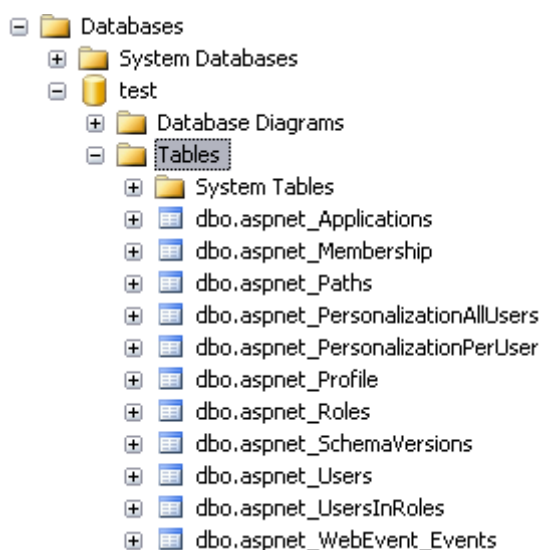 Databases
System Databases
test
Database Diagrams
Tables
System Tables
dbo.aspnet_Applications
dbo.aspnet_Membership
dbo.aspnet_Paths
dbo.aspnet_PersonalizationAllUsers
dbo.aspnet_PersonalizationPerUser
dbo.aspnet_Profile
dbo.aspnet_Roles
dbo.aspnet_SchemaVersions
dbo.aspnet_Users
dbo.aspnet_UsersInRoles
dbo.aspnet_WebEvent_Events